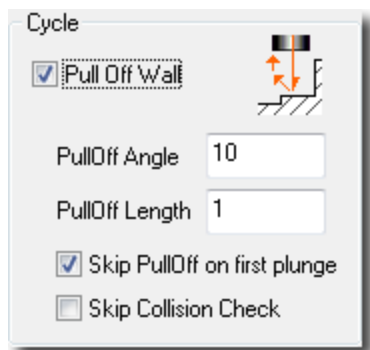 Cycle
Pull Off Wall
PullOff Angle 10
PullOff Length 1
Skip PullOff on first plunge
Skip Collision Check